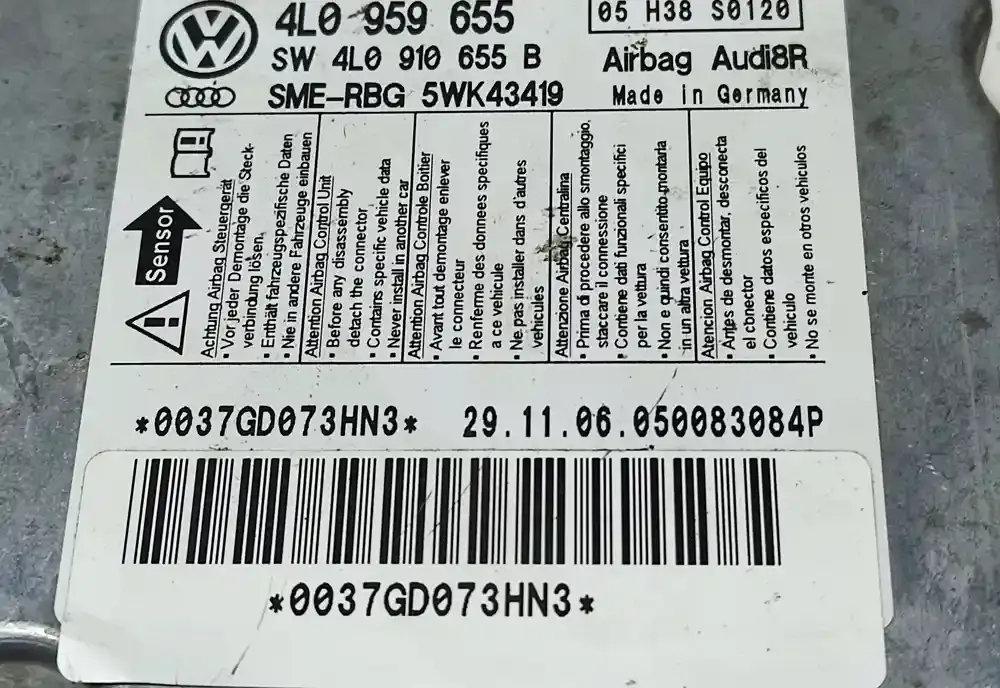 4L0 959 655
05 H38 S0120
SW 4L0 910 655 B
Airbag Audi8R
SME-RBG 5WK43419
Made in Germany
Sensor
Achtung Airbag Steuergerät
• Vor jeder Demontage die Steck-
verbindung lösen
• Enthält fahrzeugspezifische Daten
• Nie in andere Fahrzeuge einbauen
Attention Airbag Control Unit
• Before any disassembly
detach the connector
• Contains specific vehicle data
• Never install in another car
Attention Airbag Controle Boitier
• Avant tout demontage enlever
le connecteur
• Renferme des donnees specifiques
a ce vehicule
• Ne pas installer dans d'autres
vehicules
Attenzione Airbag Centralina
• Prima di procedere allo smontaggio,
staccare il connessione
• Contiene dati funzionali specifici
per la vettura
• Non e quindi consentito montarla
in un altra vettura
Atencion Airbag Control Equipo
• Antes de desmontar, desconecta
el cbnector
• Contiene datos especificos del
vehiculo
• No se monte en otros vehiculos
*0037GD073HN3* 29.11.06.050083084P
*0037GD073HN3*